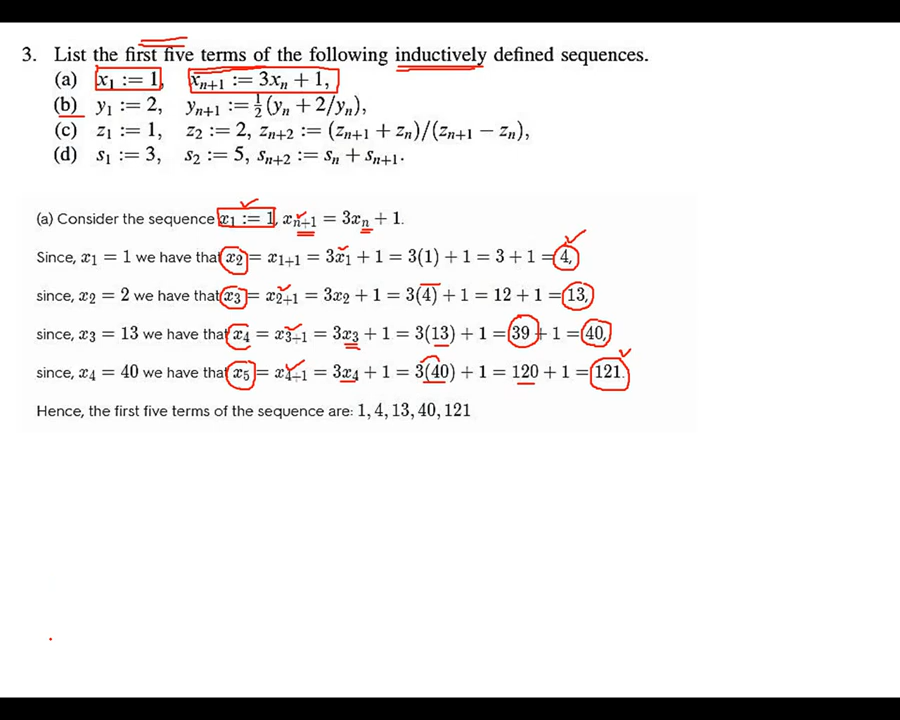 3. List the first five terms of the following inductively defined sequences.
(a) x₁ := 1, xₙ₊₁ := 3xₙ + 1,
(b) y₁ := 2, yₙ₊₁ := ½(yₙ + 2/yₙ),
(c) z₁ := 1, z₂ := 2, zₙ₊₂ := (zₙ₊₁ + zₙ)/(zₙ₊₁ − zₙ),
(d) s₁ := 3, s₂ := 5, sₙ₊₂ := sₙ + sₙ₊₁.
(a) Consider the sequence x₁ := 1, xₙ₊₁ = 3xₙ + 1.
Since, x₁ = 1 we have that x₂ = x₁₊₁ = 3x₁ + 1 = 3(1) + 1 = 3 + 1 = 4,
since, x₂ = 2 we have that x₃ = x₂₊₁ = 3x₂ + 1 = 3(4) + 1 = 12 + 1 = 13,
since, x₃ = 13 we have that x₄ = x₃₊₁ = 3x₃ + 1 = 3(13) + 1 = 39 + 1 = 40,
since, x₄ = 40 we have that x₅ = x₄₊₁ = 3x₄ + 1 = 3(40) + 1 = 120 + 1 = 121.
Hence, the first five terms of the sequence are: 1, 4, 13, 40, 121